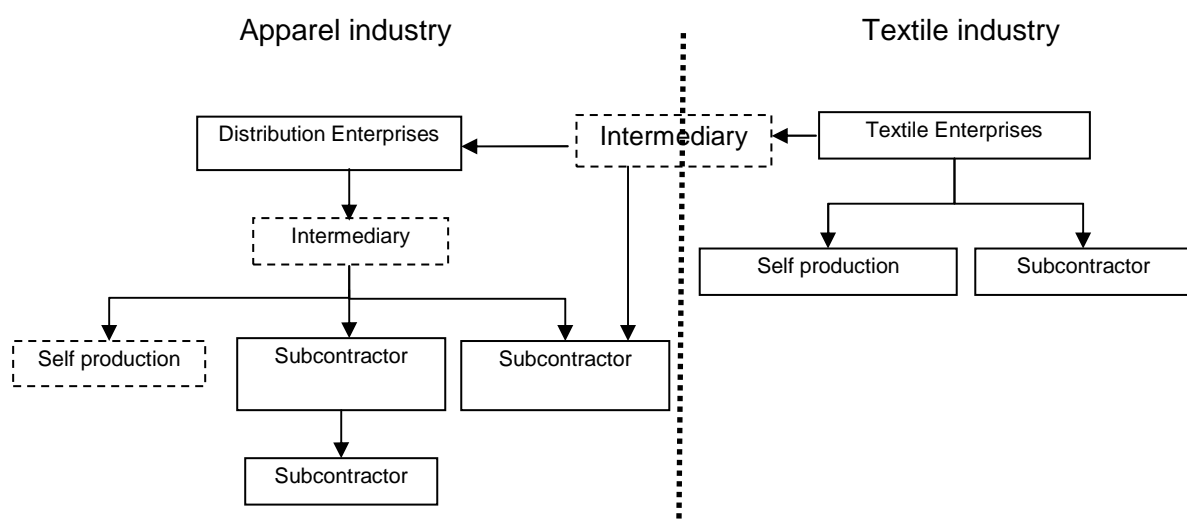 Apparel industry
Textile industry
Distribution Enterprises
Intermediary
Textile Enterprises
Intermediary
Self production
Subcontractor
Self production
Subcontractor
Subcontractor
Subcontractor